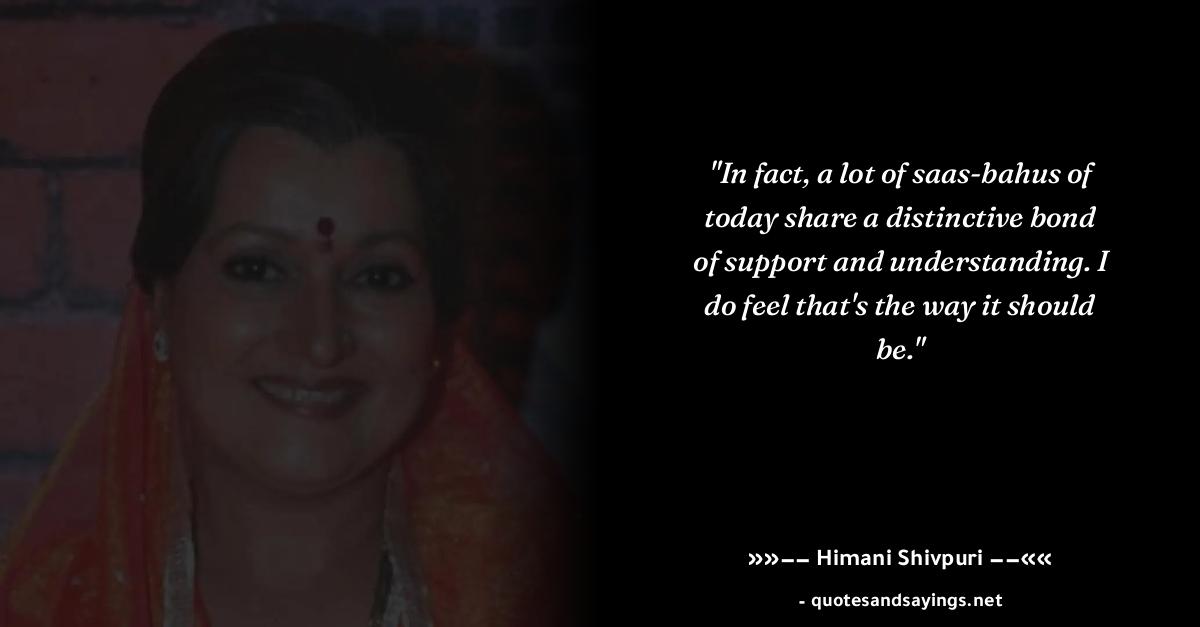 "In fact, a lot of saas-bahus of
today share a distinctive bond
of support and understanding. I
do feel that's the way it should
be."
»»−− Himani Shivpuri −−««
- quotesandsayings.net